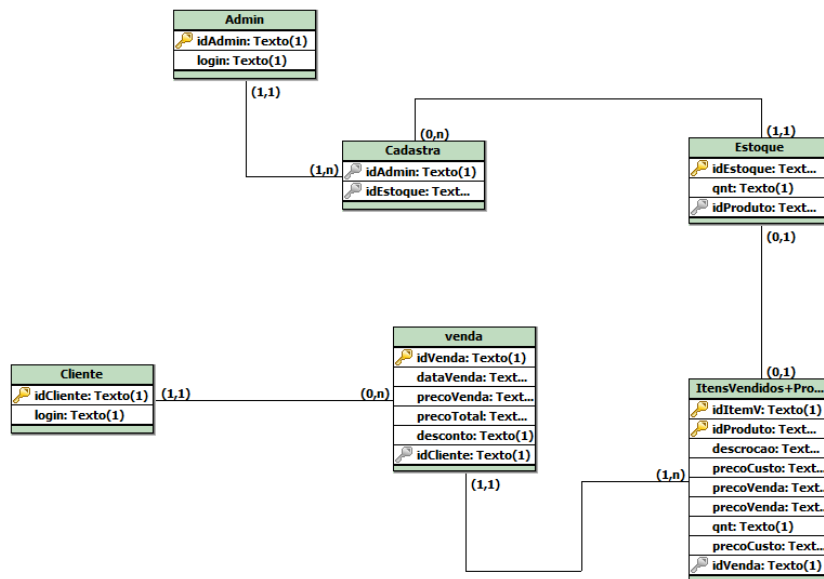 Admin
idAdmin: Texto(1)
login: Texto(1)
(1,1)
(0,n)
(1,1)
Cadastra
(1,n)
idAdmin: Texto(1)
idEstoque: Text...
Estoque
idEstoque: Text...
qnt: Texto(1)
idProduto: Text...
(0,1)
venda
idVenda: Texto(1)
dataVenda: Text...
precoVenda: Text...
precoTotal: Text...
desconto: Texto(1)
idCliente: Texto(1)
(1,1)
Cliente
idCliente: Texto(1)
login: Texto(1)
(1,1)
(0,n)
(0,1)
ItensVendidos+Pro...
idItemV: Texto(1)
idProduto: Text...
descrocao: Text...
precoCusto: Text...
precoVenda: Text...
precoVenda: Text...
qnt: Texto(1)
precoCusto: Text...
idVenda: Texto(1)
(1,n)